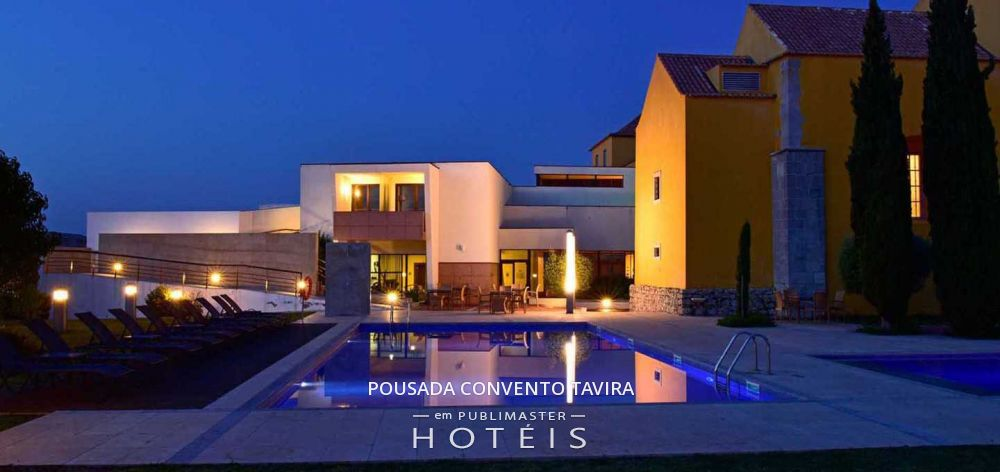 POUSADA CONVENTO TAVIRA
em PUBLIMASTER
HOTÉIS